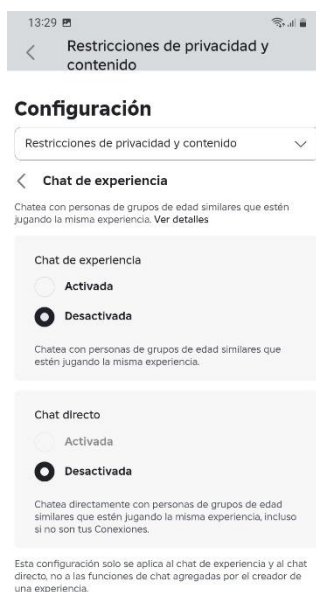 13:29
Restricciones de privacidad y
contenido
Configuración
Restricciones de privacidad y contenido
Chat de experiencia
Chatea con personas de grupos de edad similares que estén
jugando la misma experiencia. Ver detalles
Chat de experiencia
Activada
Desactivada
Chatea con personas de grupos de edad similares que
estén jugando la misma experiencia.
Chat directo
Activada
Desactivada
Chatea directamente con personas de grupos de edad
similares que estén jugando la misma experiencia, incluso
si no son tus Conexiones.
Esta configuración solo se aplica al chat de experiencia y al chat
directo, no a las funciones de chat agregadas por el creador de
una experiencia.